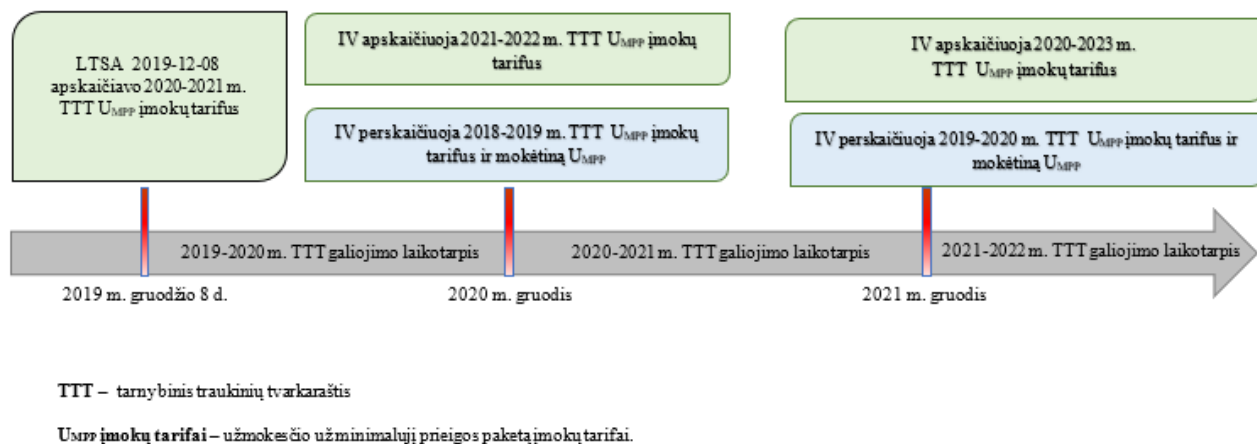 LTSA 2019-12-08
apskaičiavo 2020-2021 m.
TTT UMPP įmokų tarifus
IV apskaičiuoja 2021-2022 m. TTT UMPP įmokų
tarifus
IV perskaičiuoja 2018-2019 m. TTT UMPP įmokų
tarifus ir mokėtiną UMPP
IV apskaičiuoja 2020-2023 m.
TTT UMPP įmokų tarifus
IV perskaičiuoja 2019-2020 m. TTT UMPP įmokų tarifus ir
mokėtiną UMPP
2019-2020 m. TTT galiojimo laikotarpis
2020-2021 m. TTT galiojimo laikotarpis
2021-2022 m. TTT galiojimo laikotarpis
2019 m. gruodžio 8 d.
2020 m. gruodis
2021 m. gruodis
TTT – tarnybinis traukinių tvarkaraštis
UMPP įmokų tarifai – užmokesčio už minimalųjį prieigos paketą įmokų tarifai.